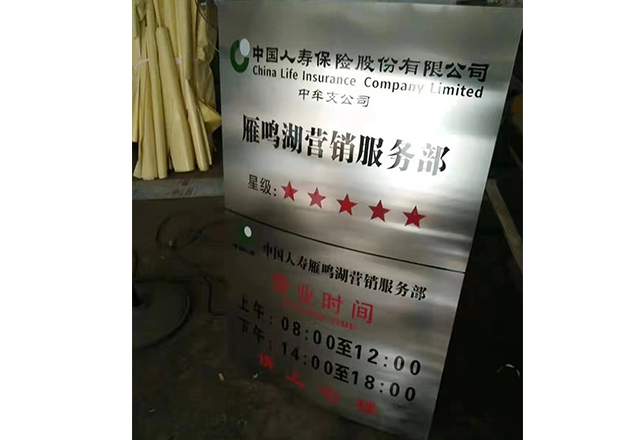 中国人寿保险股份有限公司
China Life Insurance Company Limited
中牟支公司
雁鸣湖营销服务部
星级:★★★★★
中国人寿雁鸣湖营销服务部
营业时间
上午:08:00至12:00
下午:14:00至18:00